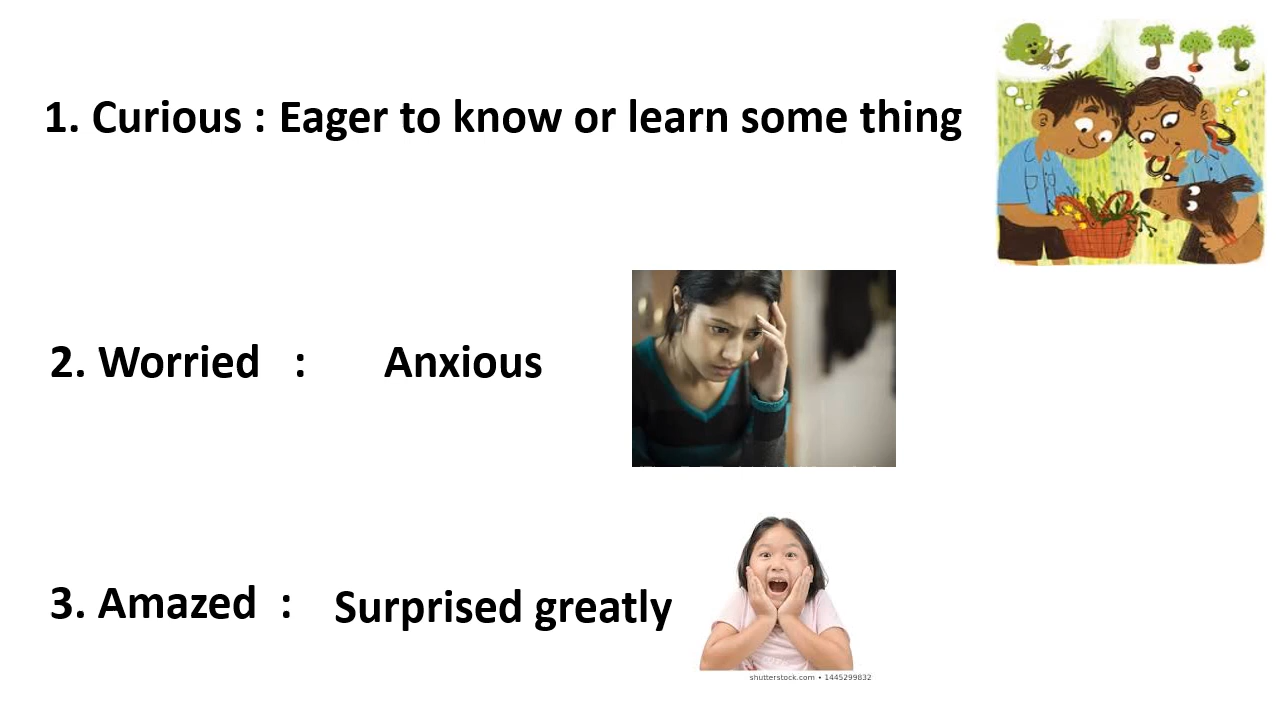 1. Curious : Eager to know or learn some thing
2. Worried : Anxious
3. Amazed : Surprised greatly
shutterstock.com • 1445299832